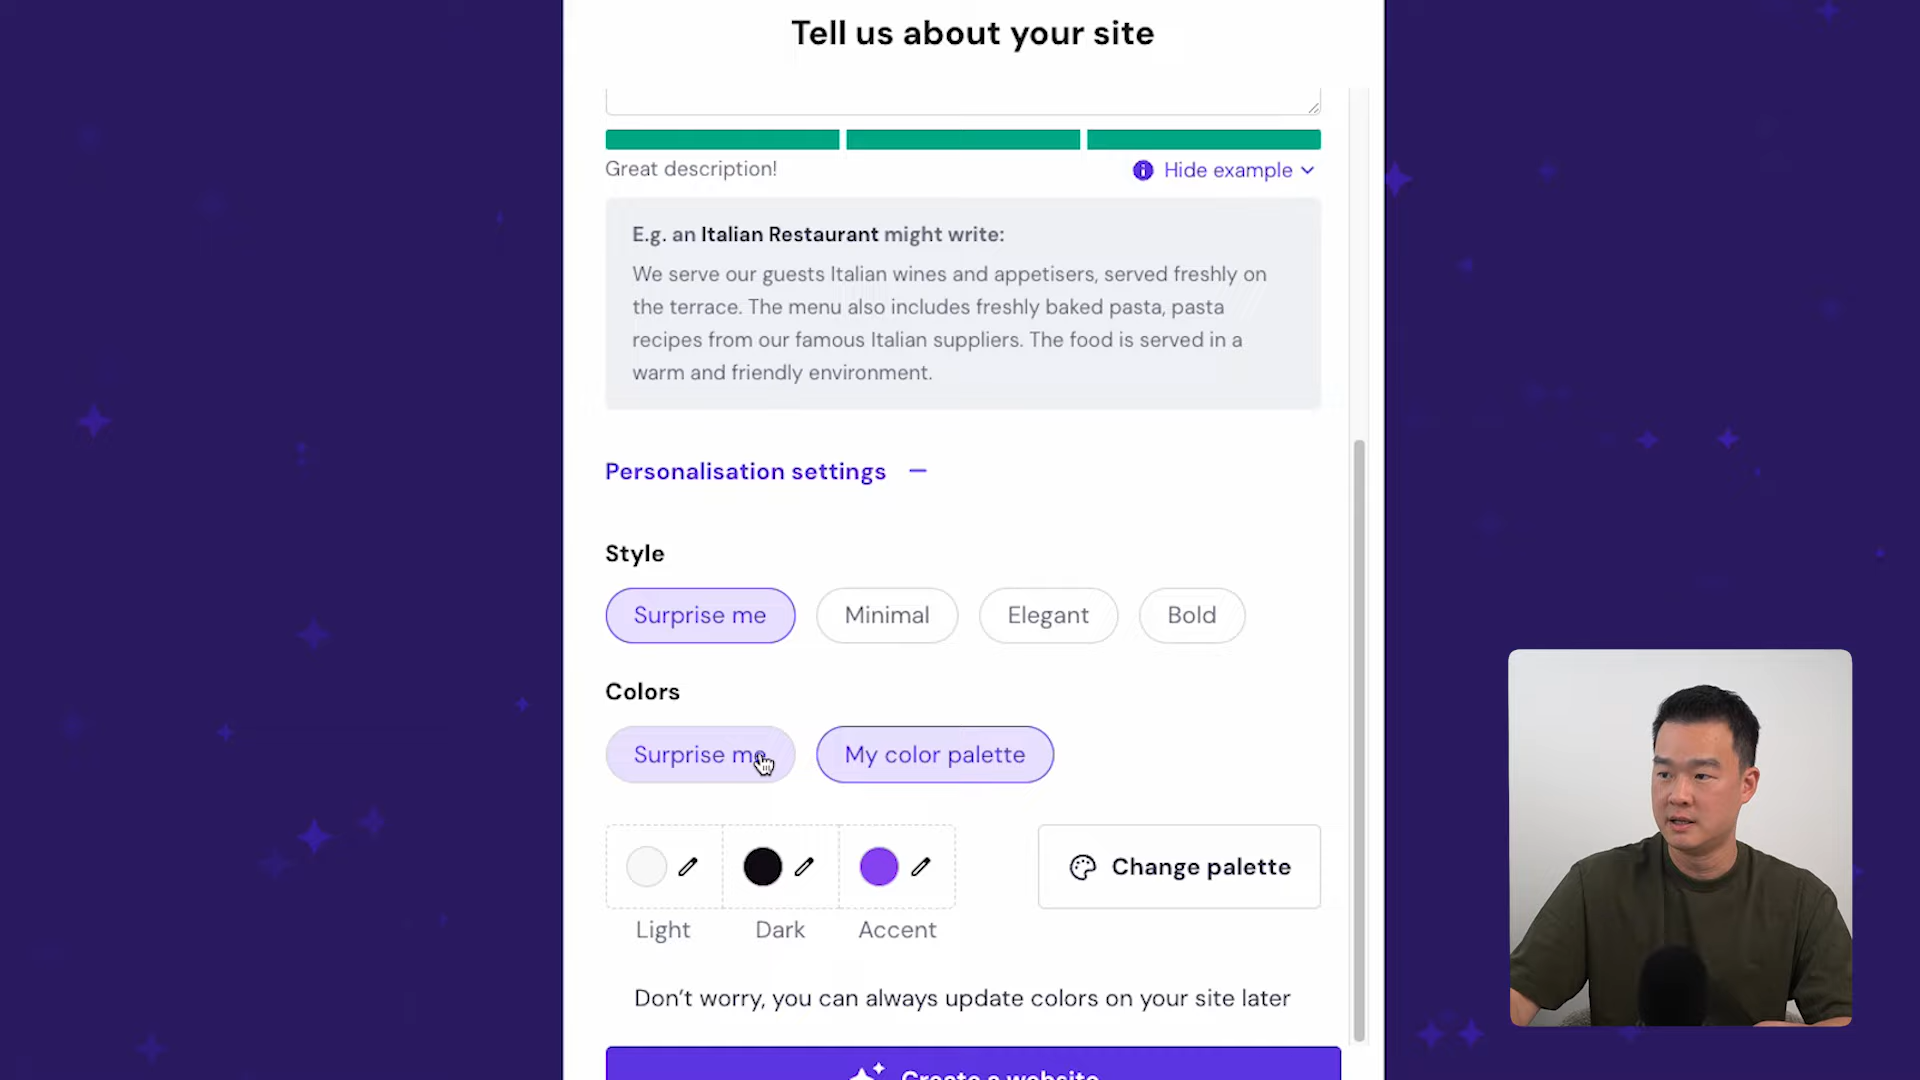 Tell us about your site
Great description!
Hide example
E.g. an Italian Restaurant might write:
We serve our guests Italian wines and appetisers, served freshly on
the terrace. The menu also includes freshly baked pasta, pasta
recipes from our famous Italian suppliers. The food is served in a
warm and friendly environment.
Personalisation settings
Style
Surprise me
Minimal
Elegant
Bold
Colors
Surprise me
My color palette
Change palette
Light
Dark
Accent
Don't worry, you can always update colors on your site later
Create a website